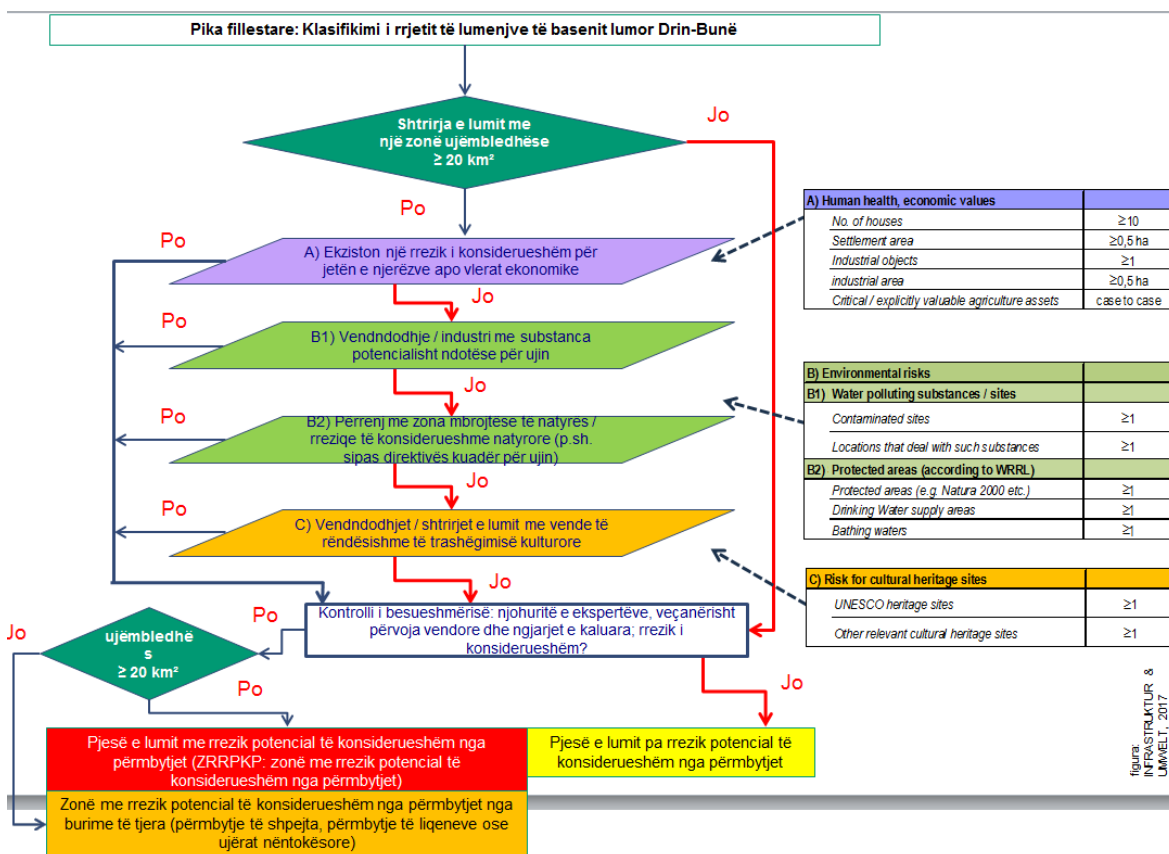 Pika fillestare: Klasifikimi i rrjetit të lumenjve të basenit lumor Drin-Bunë
Shtrirja e lumit me
një zonë ujëmbledhëse
≥ 20 km²
Jo
Po
Po
A) Ekziston një rrezik i konsiderueshëm për
jetën e njerëzve apo vlerat ekonomike
Jo
Po
B1) Vendndodhje / industri me substanca
potencialisht ndotëse për ujin
Jo
Po
B2) Përrenj me zona mbrojtëse të natyrës /
rreziqe të konsiderueshme natyrore (p.sh.
sipas direktivës kuadër për ujin)
Jo
Po
C) Vendndodhjet / shtrirjet e lumit me vende të
rëndësishme të trashëgimisë kulturore
Jo
Kontrolli i besueshmërisë: njohuritë e ekspertëve, veçanërisht
përvoja vendore dhe ngjarjet e kaluara; rrezik i
konsiderueshëm?
Po
Jo
ujëmbledhë
s
≥ 20 km²
Po
Jo
Pjesë e lumit me rrezik potencial të konsiderueshëm nga
përmbytjet (ZRRPKP: zonë me rrezik potencial të
konsiderueshëm nga përmbytjet)
Pjesë e lumit pa rrezik potencial të
konsiderueshëm nga përmbytjet
Zonë me rrezik potencial të konsiderueshëm nga përmbytjet nga
burime të tjera (përmbytje të shpejta, përmbytje të liqeneve ose
ujërat nëntokësore)
A) Human health, economic values
No. of houses ≥10
Settlement area ≥0,5 ha
Industrial objects ≥1
industrial area ≥0,5 ha
Critical / explicitly valuable agriculture assets case to case
B) Environmental risks
B1) Water polluting substances / sites
Contaminated sites ≥1
Locations that deal with such substances ≥1
B2) Protected areas (according to WRRL)
Protected areas (e.g. Natura 2000 etc.) ≥1
Drinking Water supply areas ≥1
Bathing waters ≥1
C) Risk for cultural heritage sites
UNESCO heritage sites ≥1
Other relevant cultural heritage sites ≥1
figura:
INFRASTRUKTUR &
UMWELT, 2017